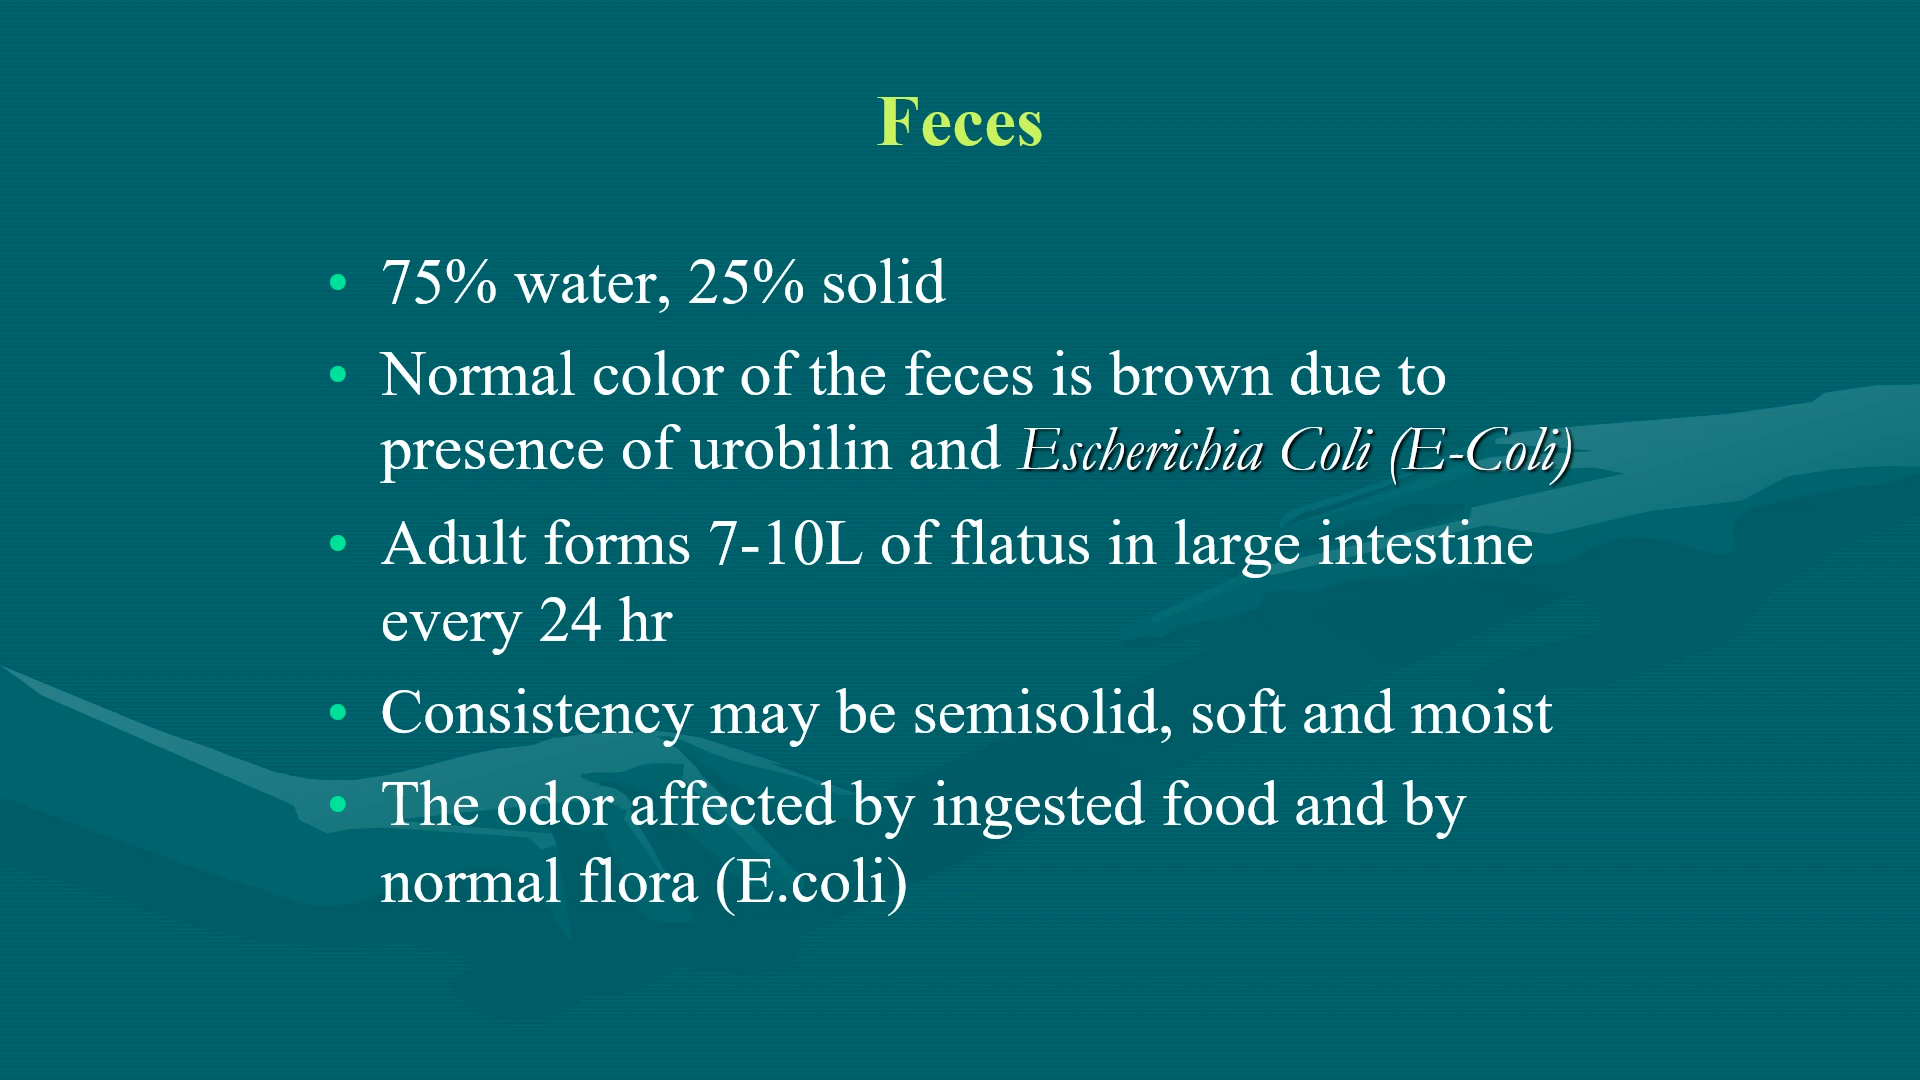 Feces
• 75% water, 25% solid
• Normal color of the feces is brown due to
presence of urobilin and Escherichia Coli (E-Coli)
• Adult forms 7-10L of flatus in large intestine
every 24 hr
• Consistency may be semisolid, soft and moist
• The odor affected by ingested food and by
normal flora (E.coli)